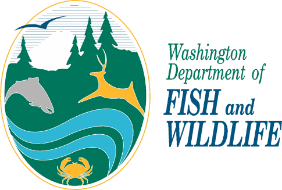 Washington
Department of
FISH and
WILDLIFE